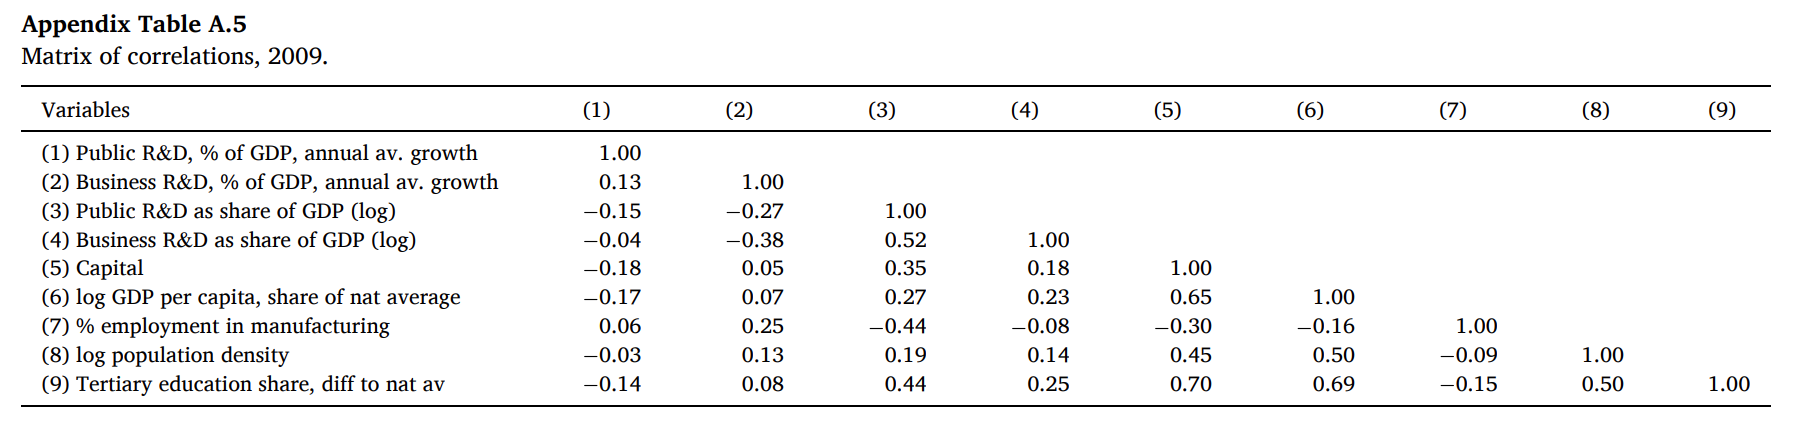 Appendix Table A.5
Matrix of correlations, 2009.
Variables (1) (2) (3) (4) (5) (6) (7) (8) (9)
(1) Public R&D, % of GDP, annual av. growth 1.00
(2) Business R&D, % of GDP, annual av. growth 0.13 1.00
(3) Public R&D as share of GDP (log) −0.15 −0.27 1.00
(4) Business R&D as share of GDP (log) −0.04 −0.38 0.52 1.00
(5) Capital −0.18 0.05 0.35 0.18 1.00
(6) log GDP per capita, share of nat average −0.17 0.07 0.27 0.23 0.65 1.00
(7) % employment in manufacturing 0.06 0.25 −0.44 −0.08 −0.30 −0.16 1.00
(8) log population density −0.03 0.13 0.19 0.14 0.45 0.50 −0.09 1.00
(9) Tertiary education share, diff to nat av −0.14 0.08 0.44 0.25 0.70 0.69 −0.15 0.50 1.00